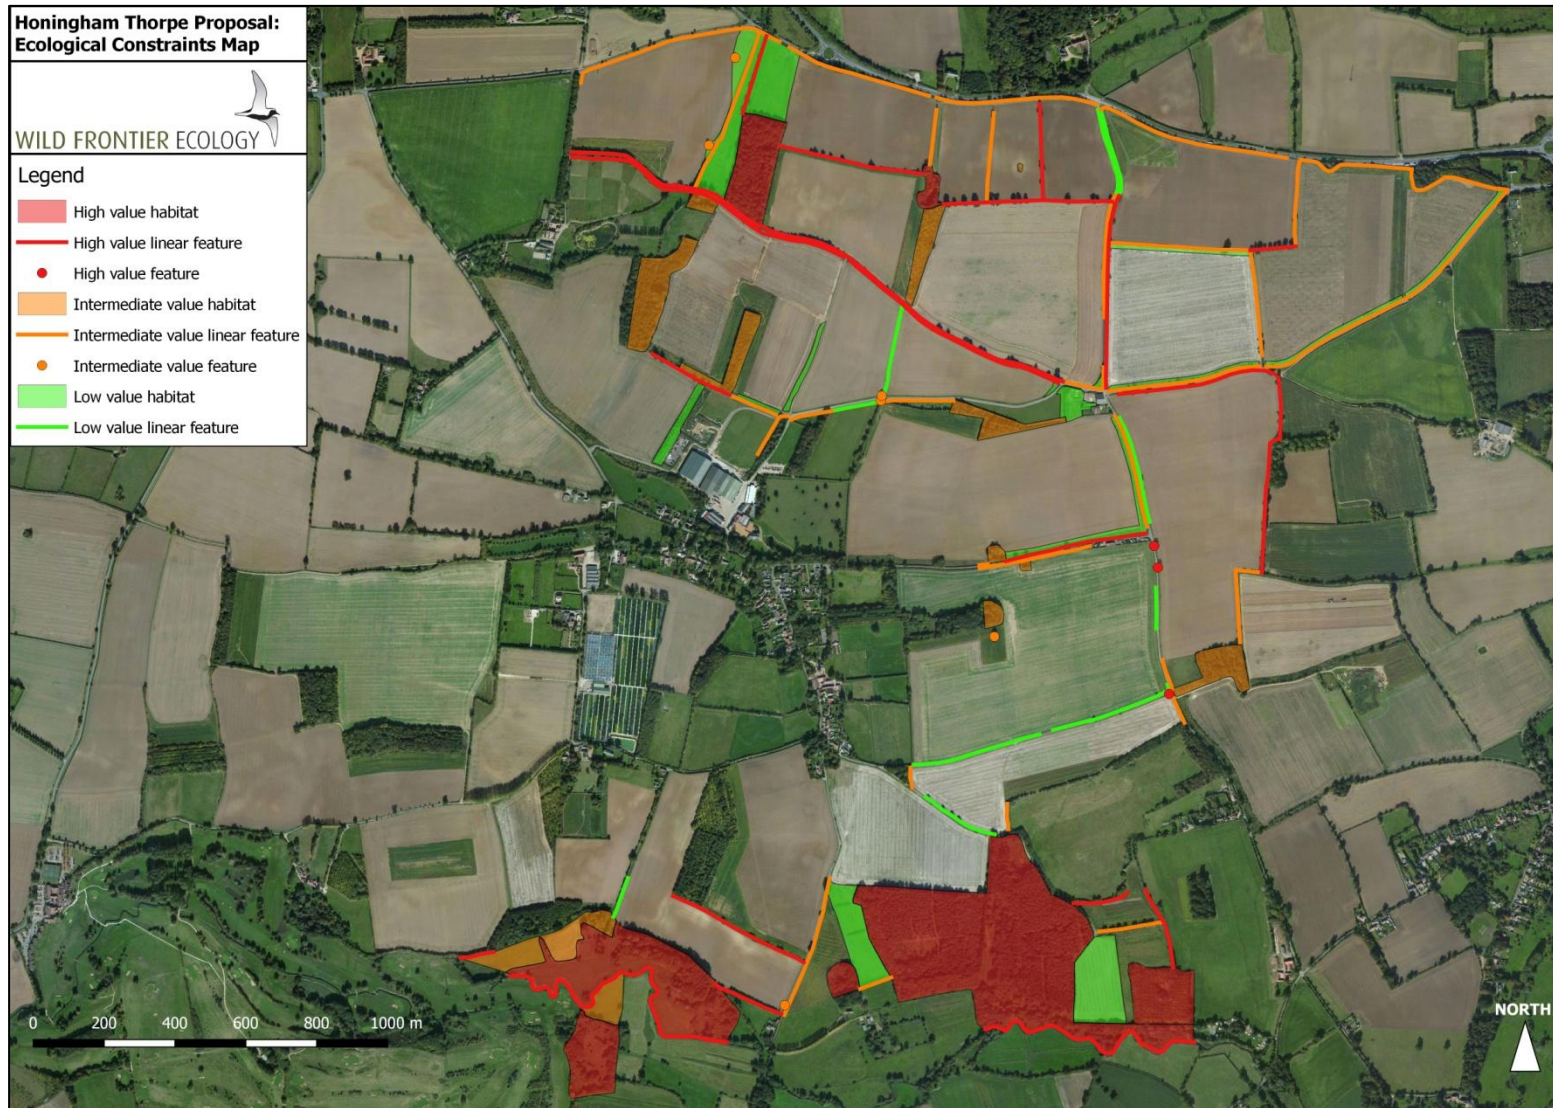 Honingham Thorpe Proposal:
Ecological Constraints Map
WILD FRONTIER ECOLOGY
Legend
High value habitat
High value linear feature
High value feature
Intermediate value habitat
Intermediate value linear feature
Intermediate value feature
Low value habitat
Low value linear feature
0 200 400 600 800 1000 m
NORTH